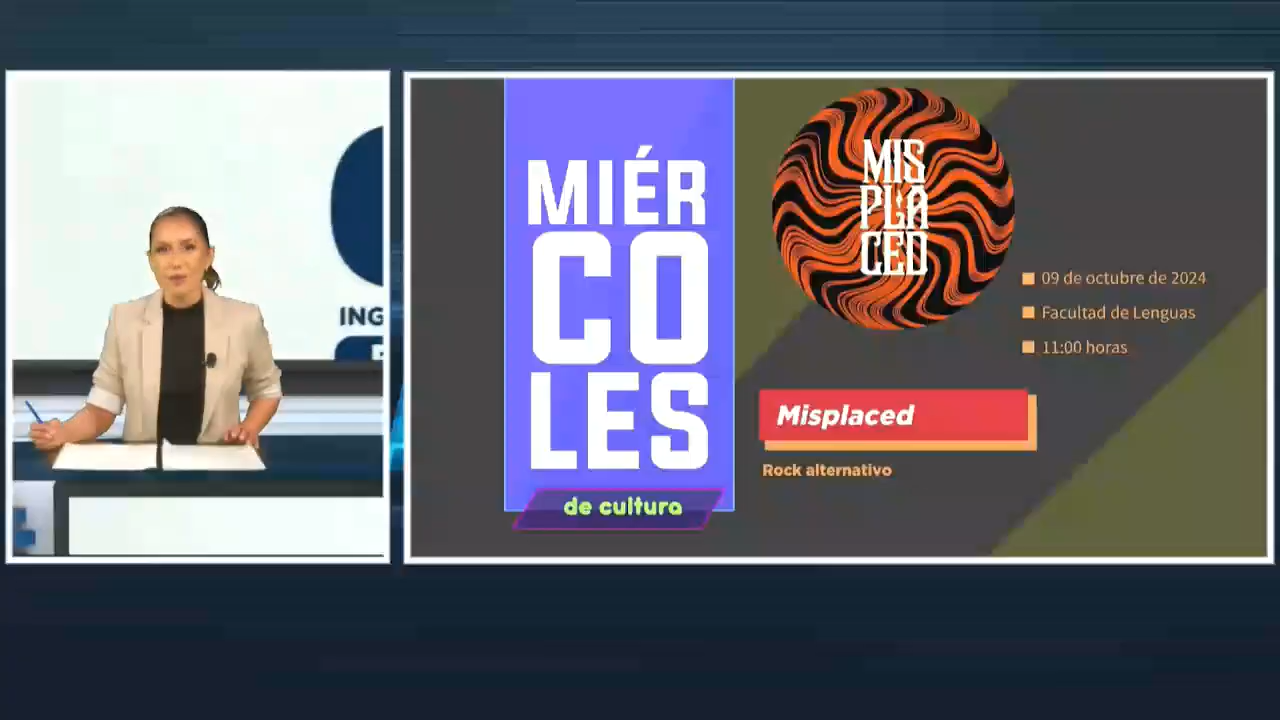 ING
MIÉR
CO
LES
de cultura
MIS
PLA
CED
09 de octubre de 2024
Facultad de Lenguas
11:00 horas
Misplaced
Rock alternativo